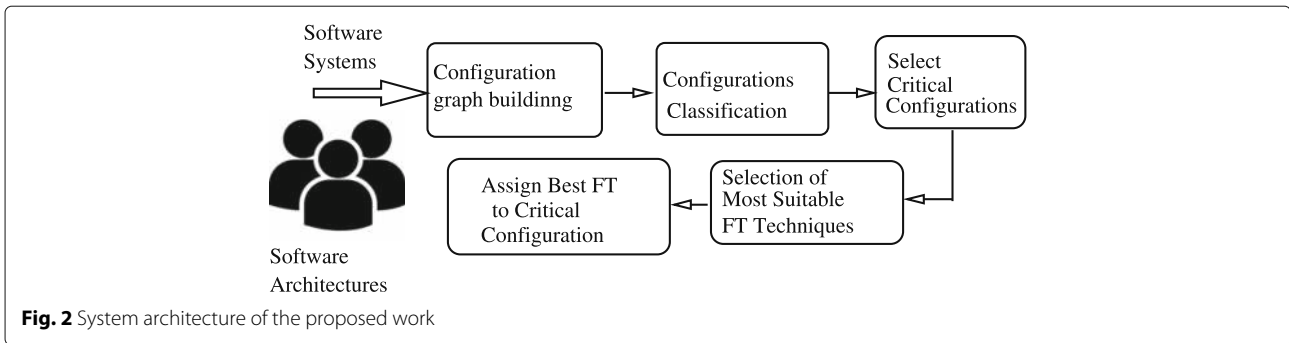 Software
Systems
Configuration
graph buildinng
Configurations
Classification
Select
Critical
Configurations
Selection of
Most Suitable
FT Techniques
Assign Best FT
to Critical
Configuration
Software
Architectures
Fig. 2 System architecture of the proposed work